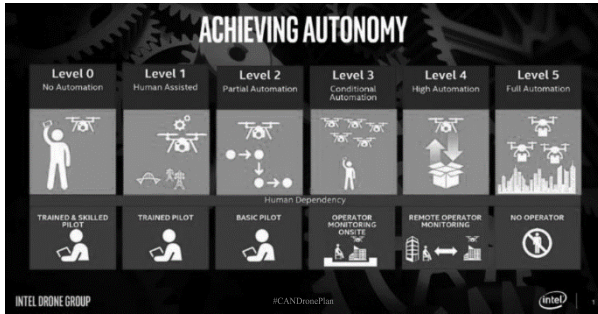 ACHIEVING AUTONOMY
Level 0
No Automation
Level 1
Human Assisted
Level 2
Partial Automation
Level 3
Conditional
Automation
Level 4
High Automation
Level 5
Full Automation
Human Dependency
TRAINED & SKILLED
PILOT
TRAINED PILOT
BASIC PILOT
OPERATOR
MONITORING
ONSITE
REMOTE OPERATOR
MONITORING
NO OPERATOR
INTEL DRONE GROUP
#CANDronePlan
intel
1